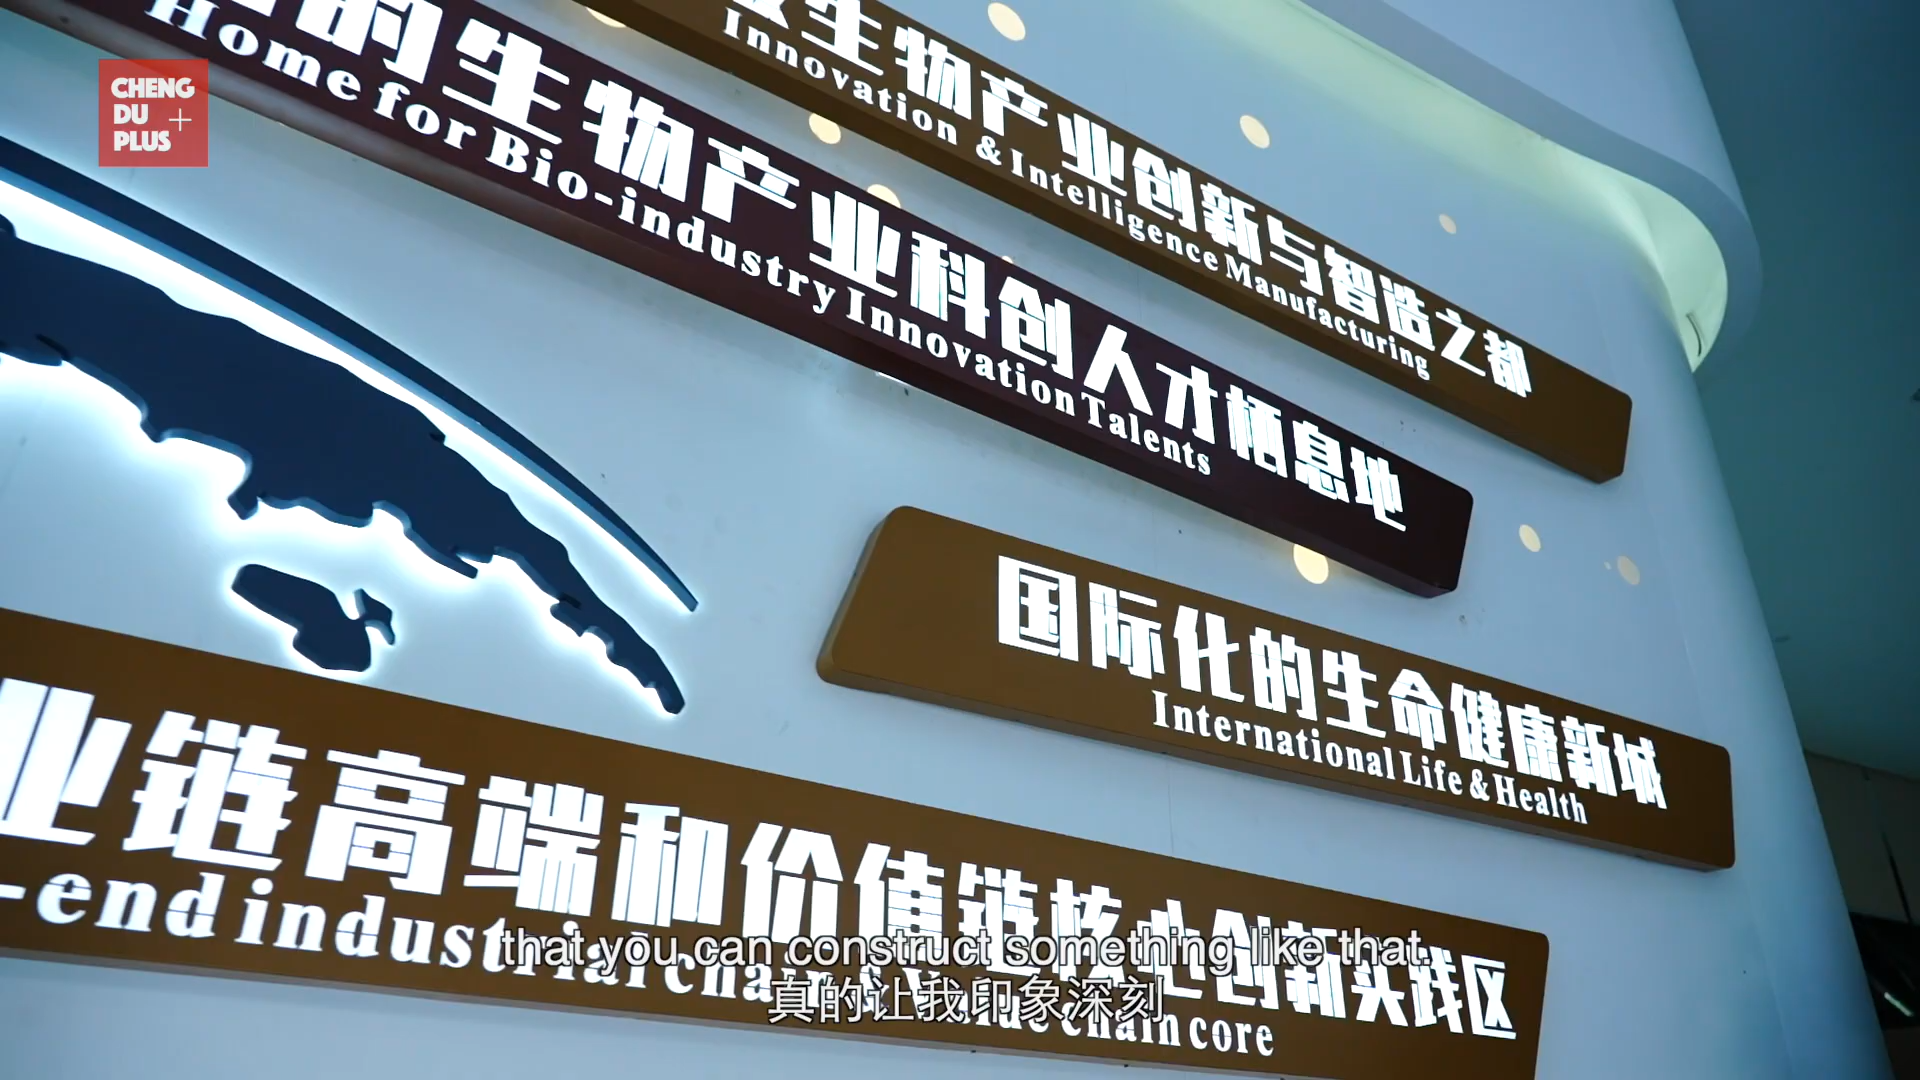 CHENG
DU
PLUS+
生物产业创新与智造之都
Innovation & Intelligence Manufacturing
的生物产业科创人才栖息地
Home for Bio-industry Innovation Talents
国际化的生命健康新城
International Life & Health
业链高端和价值链核心创新实践区
-end industrial chain & Value chain core
that you can construct something like that.
真的让我印象深刻